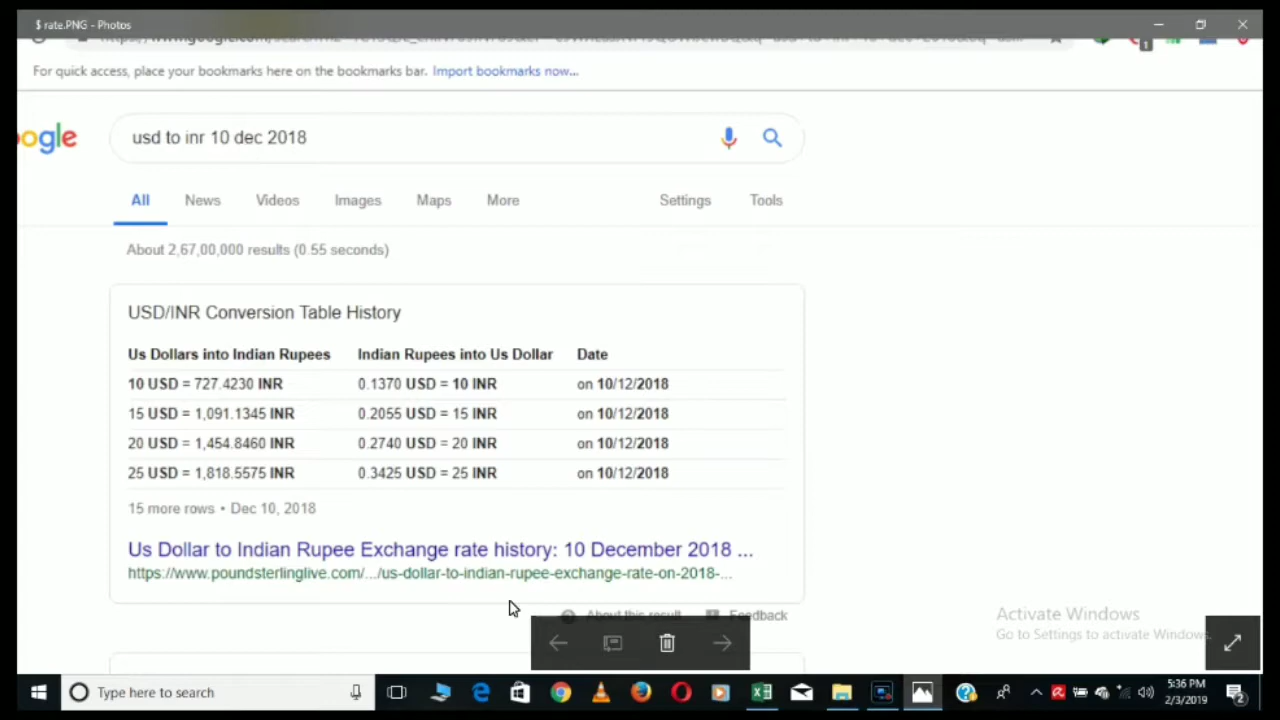 $ rate.PNG - Photos
For quick access, place your bookmarks here on the bookmarks bar. Import bookmarks now...
ogle
usd to inr 10 dec 2018
All News Videos Images Maps More Settings Tools
About 2,67,00,000 results (0.55 seconds)
USD/INR Conversion Table History
Us Dollars into Indian Rupees Indian Rupees into Us Dollar Date
10 USD = 727.4230 INR 0.1370 USD = 10 INR on 10/12/2018
15 USD = 1,091.1345 INR 0.2055 USD = 15 INR on 10/12/2018
20 USD = 1,454.8460 INR 0.2740 USD = 20 INR on 10/12/2018
25 USD = 1,818.5575 INR 0.3425 USD = 25 INR on 10/12/2018
15 more rows • Dec 10, 2018
Us Dollar to Indian Rupee Exchange rate history: 10 December 2018 ...
https://www.poundsterlinglive.com/.../us-dollar-to-indian-rupee-exchange-rate-on-2018-...
About this result Feedback
Activate Windows
Go to Settings to activate Windows.
Type here to search
5:36 PM
2/3/2019